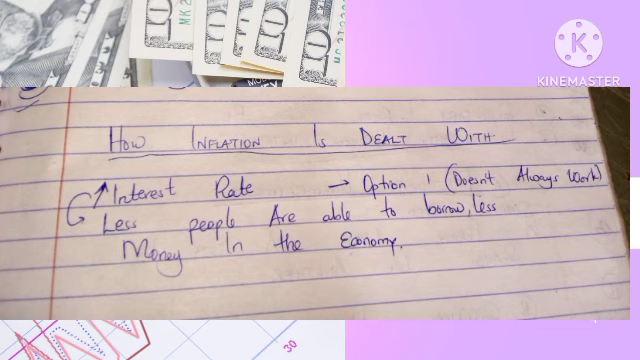 KINEMASTER
How Inflation Is Dealt With
↑ Interest Rate → Option 1 (Doesn't Always Work)
Less people Are able to borrow, less
Money In the Economy.
30